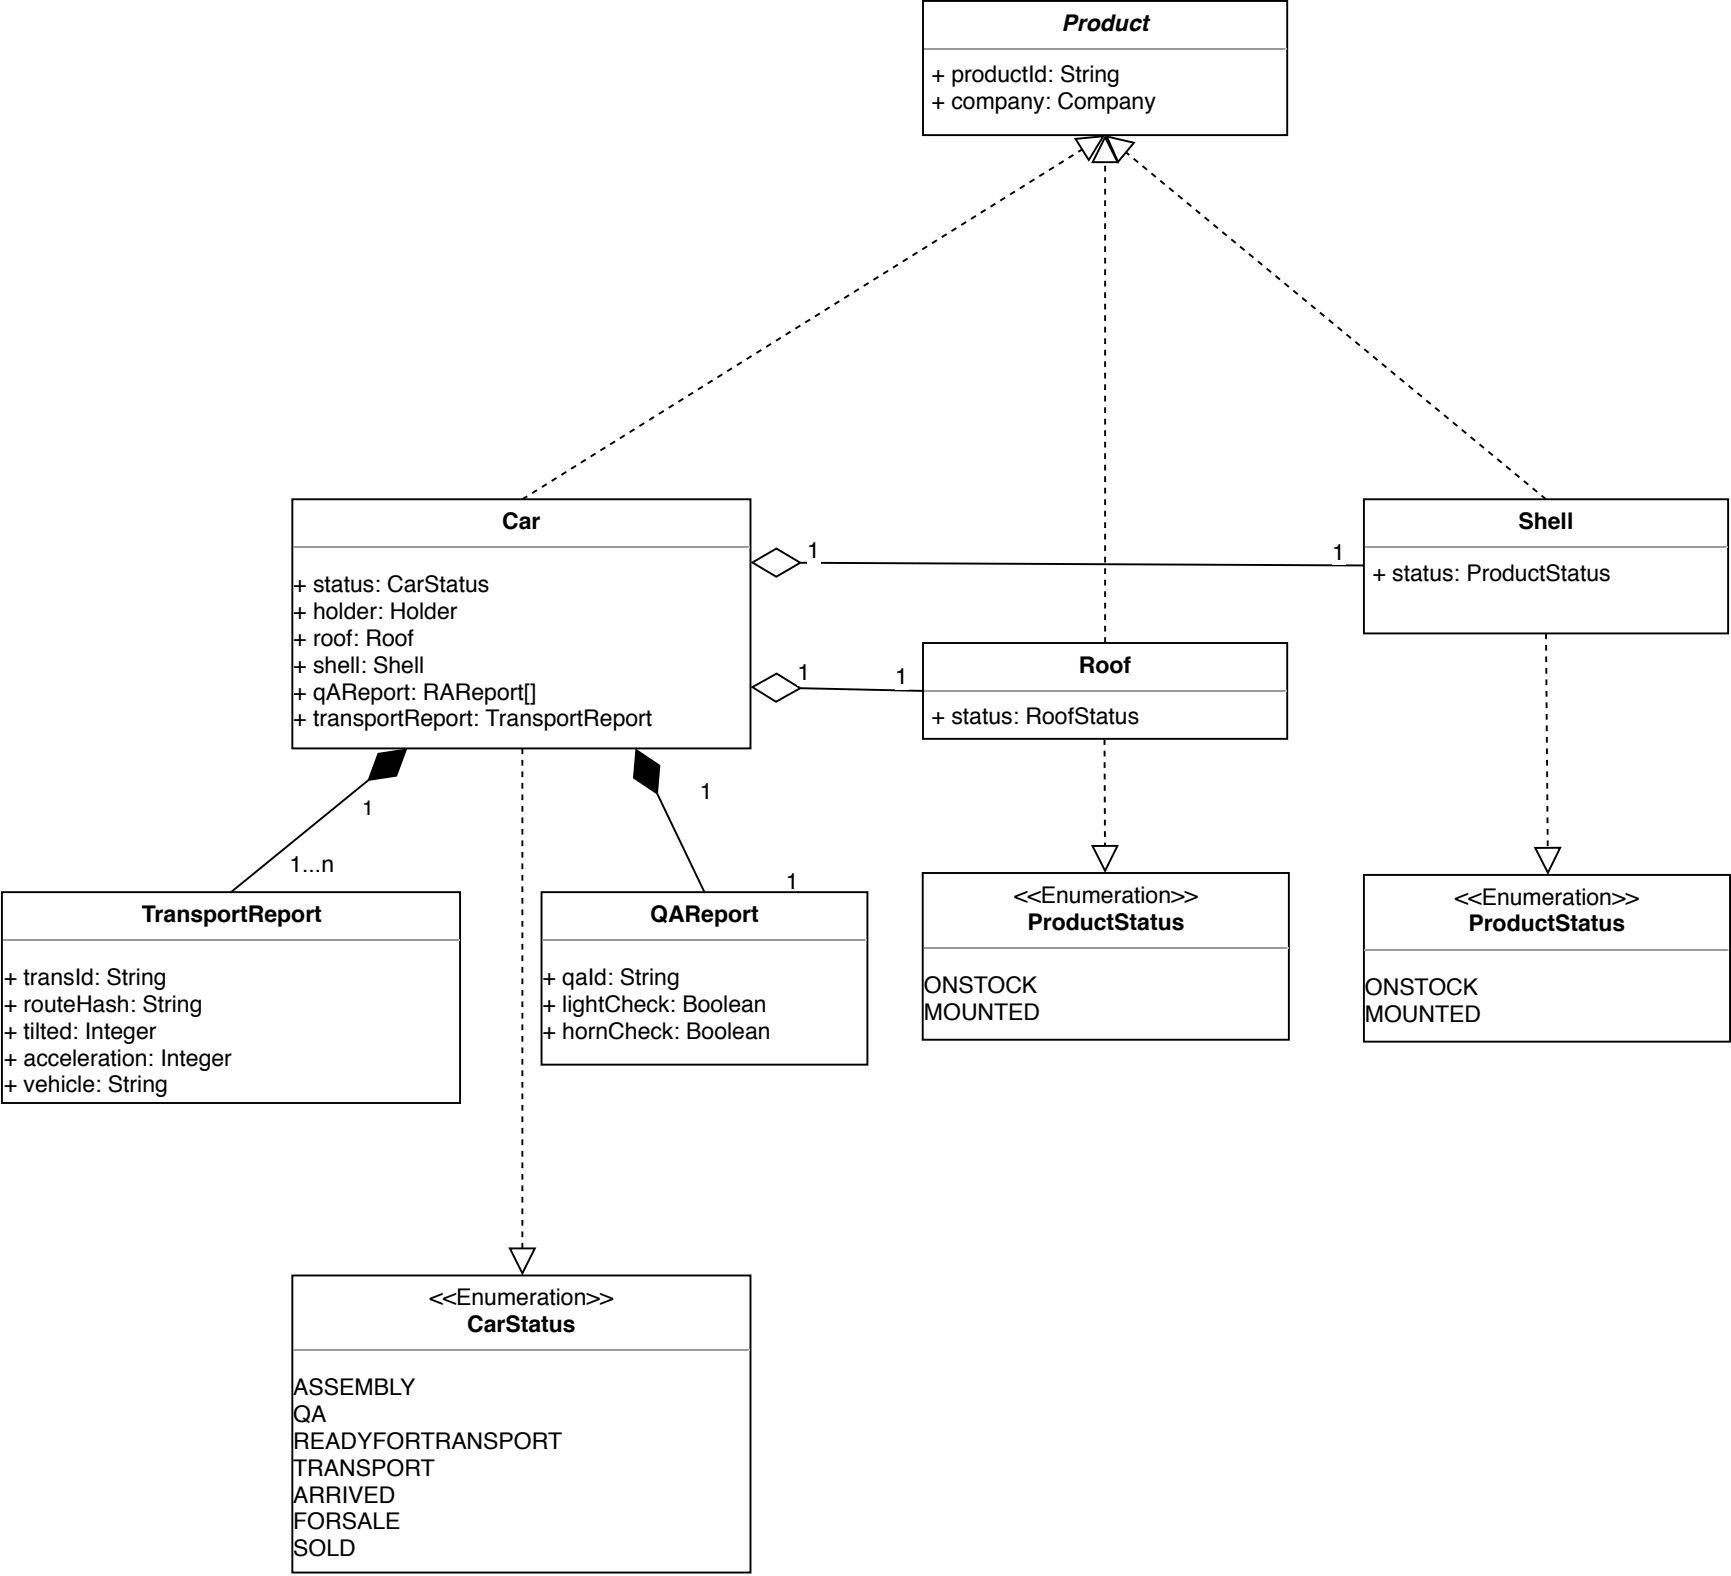 Product
+ productId: String
+ company: Company
Car
+ status: CarStatus
+ holder: Holder
+ roof: Roof
+ shell: Shell
+ qAReport: RAReport[]
+ transportReport: TransportReport
1
1
Shell
+ status: ProductStatus
1
1
Roof
+ status: RoofStatus
1
1...n
1
1
TransportReport
+ transId: String
+ routeHash: String
+ tilted: Integer
+ acceleration: Integer
+ vehicle: String
QAReport
+ qaId: String
+ lightCheck: Boolean
+ hornCheck: Boolean
<<Enumeration>>
ProductStatus
ONSTOCK
MOUNTED
<<Enumeration>>
ProductStatus
ONSTOCK
MOUNTED
<<Enumeration>>
CarStatus
ASSEMBLY
QA
READYFORTRANSPORT
TRANSPORT
ARRIVED
FORSALE
SOLD